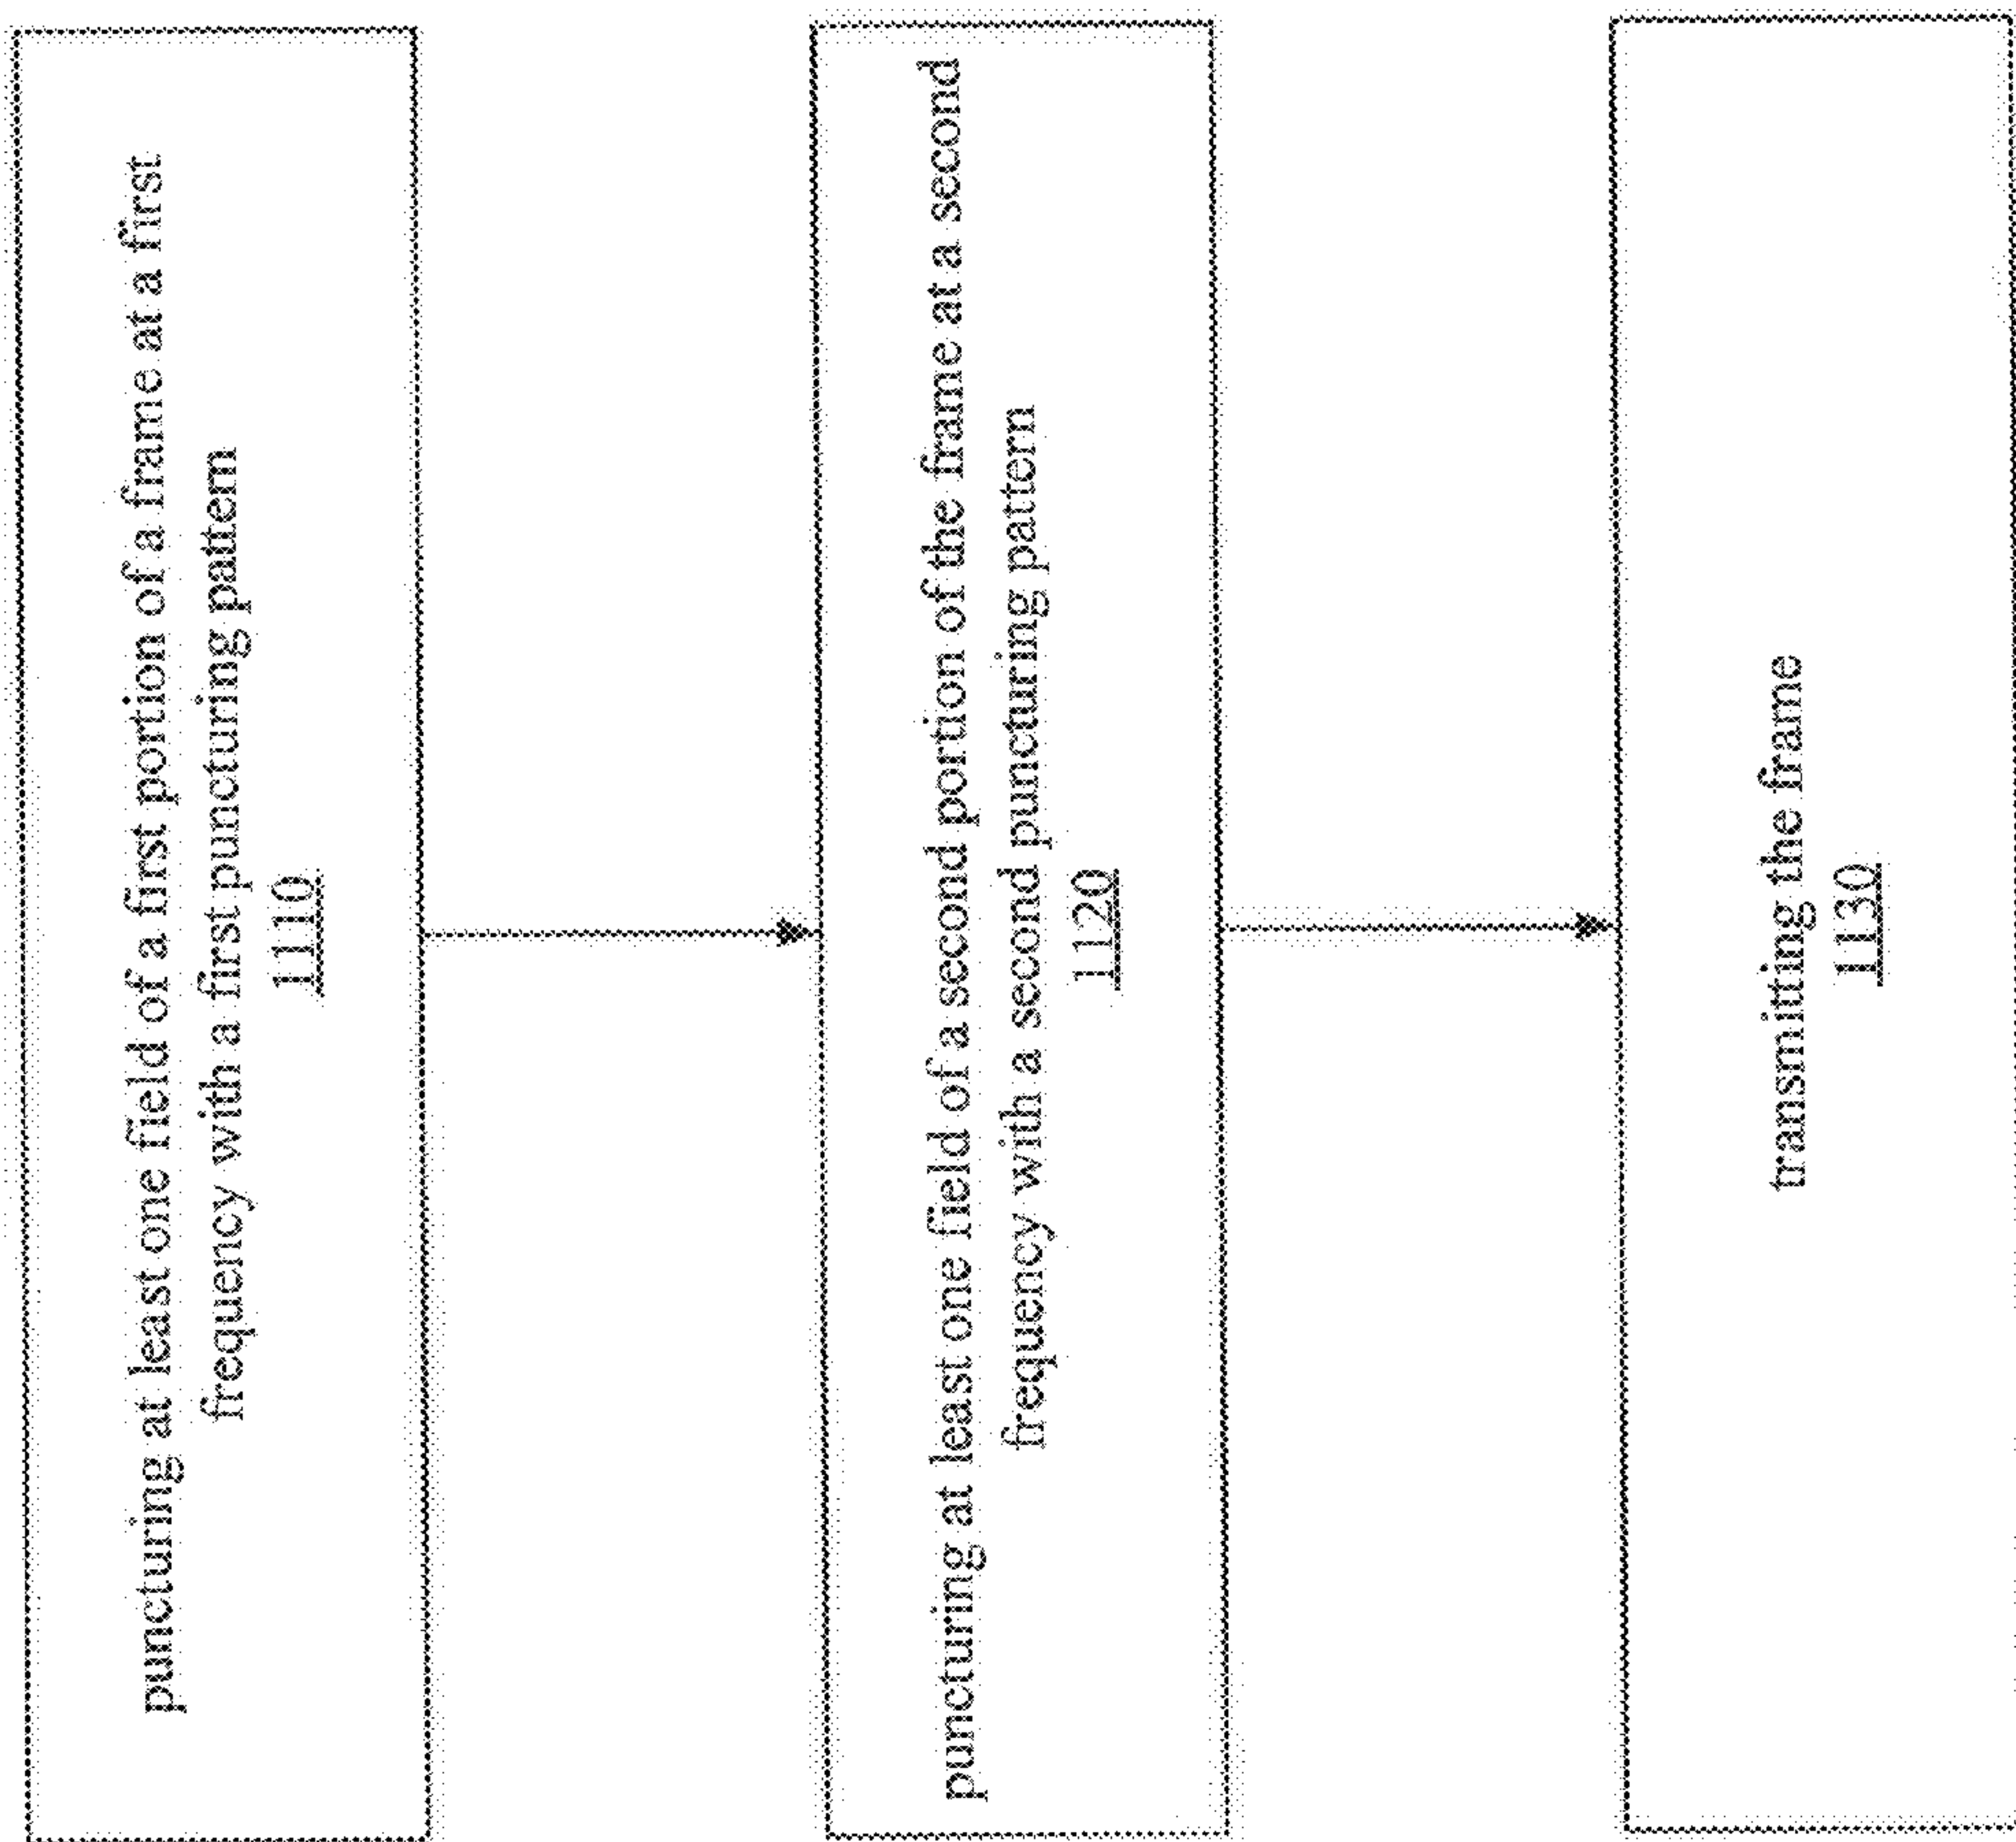 puncturing at least one field of a first portion of a frame at a first
frequency with a first puncturing pattern
1110
puncturing at least one field of a second portion of the frame at a second
frequency with a second puncturing pattern
1120
transmitting the frame
1130